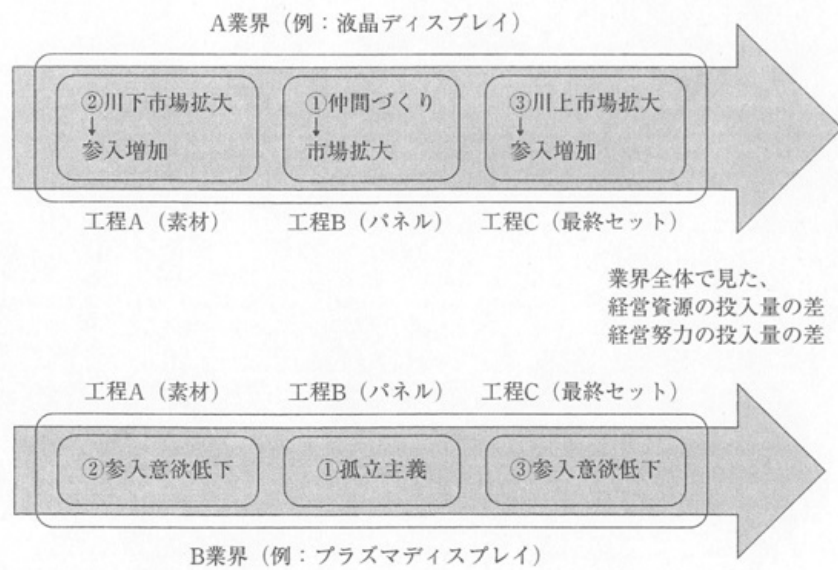 A業界（例：液晶ディスプレイ）
②川下市場拡大
↓
参入増加
①仲間づくり
↓
市場拡大
③川上市場拡大
↓
参入増加
工程A（素材）
工程B（パネル）
工程C（最終セット）
業界全体で見た、
経営資源の投入量の差
経営努力の投入量の差
工程A（素材）
工程B（パネル）
工程C（最終セット）
②参入意欲低下
①孤立主義
③参入意欲低下
B業界（例：プラズマディスプレイ）